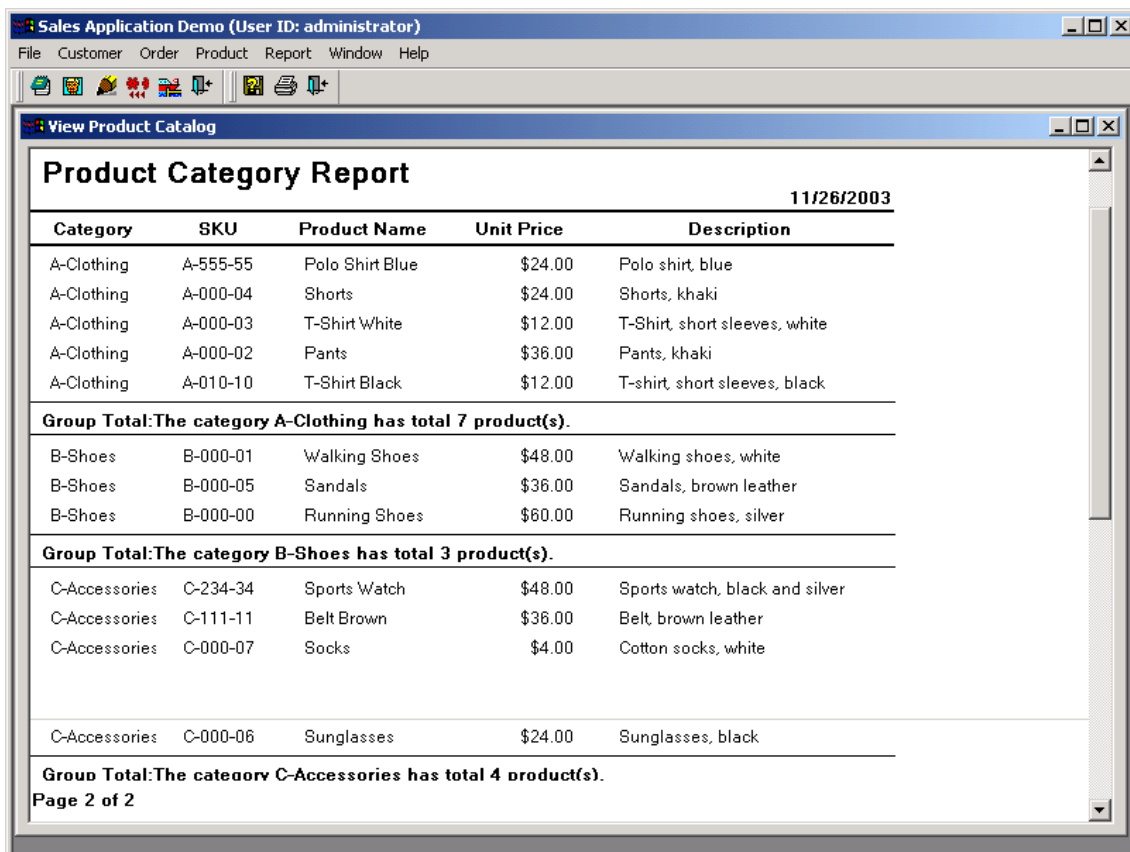 Sales Application Demo (User ID: administrator)
File Customer Order Product Report Window Help
View Product Catalog
Product Category Report
11/26/2003
Category SKU Product Name Unit Price Description
A-Clothing A-555-55 Polo Shirt Blue $24.00 Polo shirt, blue
A-Clothing A-000-04 Shorts $24.00 Shorts, khaki
A-Clothing A-000-03 T-Shirt White $12.00 T-Shirt, short sleeves, white
A-Clothing A-000-02 Pants $36.00 Pants, khaki
A-Clothing A-010-10 T-Shirt Black $12.00 T-shirt, short sleeves, black
Group Total:The category A-Clothing has total 7 product(s).
B-Shoes B-000-01 Walking Shoes $48.00 Walking shoes, white
B-Shoes B-000-05 Sandals $36.00 Sandals, brown leather
B-Shoes B-000-00 Running Shoes $60.00 Running shoes, silver
Group Total:The category B-Shoes has total 3 product(s).
C-Accessories C-234-34 Sports Watch $48.00 Sports watch, black and silver
C-Accessories C-111-11 Belt Brown $36.00 Belt, brown leather
C-Accessories C-000-07 Socks $4.00 Cotton socks, white
C-Accessories C-000-06 Sunglasses $24.00 Sunglasses, black
Group Total:The category C-Accessories has total 4 product(s).
Page 2 of 2